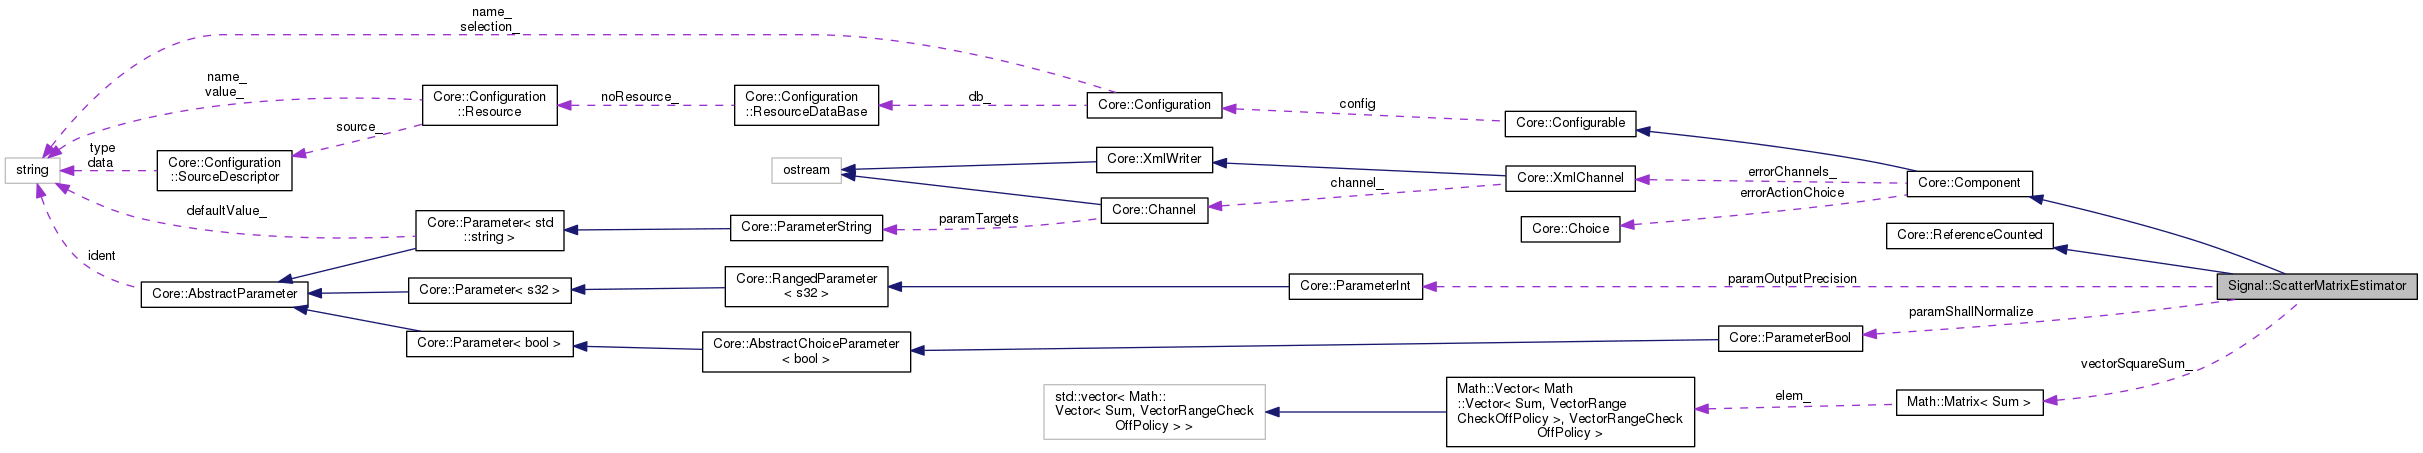 name_
selection_
name_
value_
Core::Configuration
::Resource
noResource_
Core::Configuration
::ResourceDataBase
db_
Core::Configuration
config
Core::Configurable
source_
type
data
string
Core::Configuration
::SourceDescriptor
ostream
Core::XmlWriter
Core::XmlChannel
channel_
errorChannels_
errorActionChoice
Core::Component
defaultValue_
Core::Parameter< std
::string >
Core::ParameterString
paramTargets
Core::Channel
Core::Choice
Core::ReferenceCounted
ident
Core::AbstractParameter
Core::Parameter< s32 >
Core::RangedParameter
< s32 >
Core::ParameterInt
paramOutputPrecision
Signal::ScatterMatrixEstimator
Core::Parameter< bool >
Core::AbstractChoiceParameter
< bool >
Core::ParameterBool
paramShallNormalize
vectorSquareSum_
std::vector< Math::
Vector< Sum, VectorRangeCheck
OffPolicy > >
Math::Vector< Math
::Vector< Sum, VectorRange
CheckOffPolicy >, VectorRangeCheck
OffPolicy >
elem_
Math::Matrix< Sum >